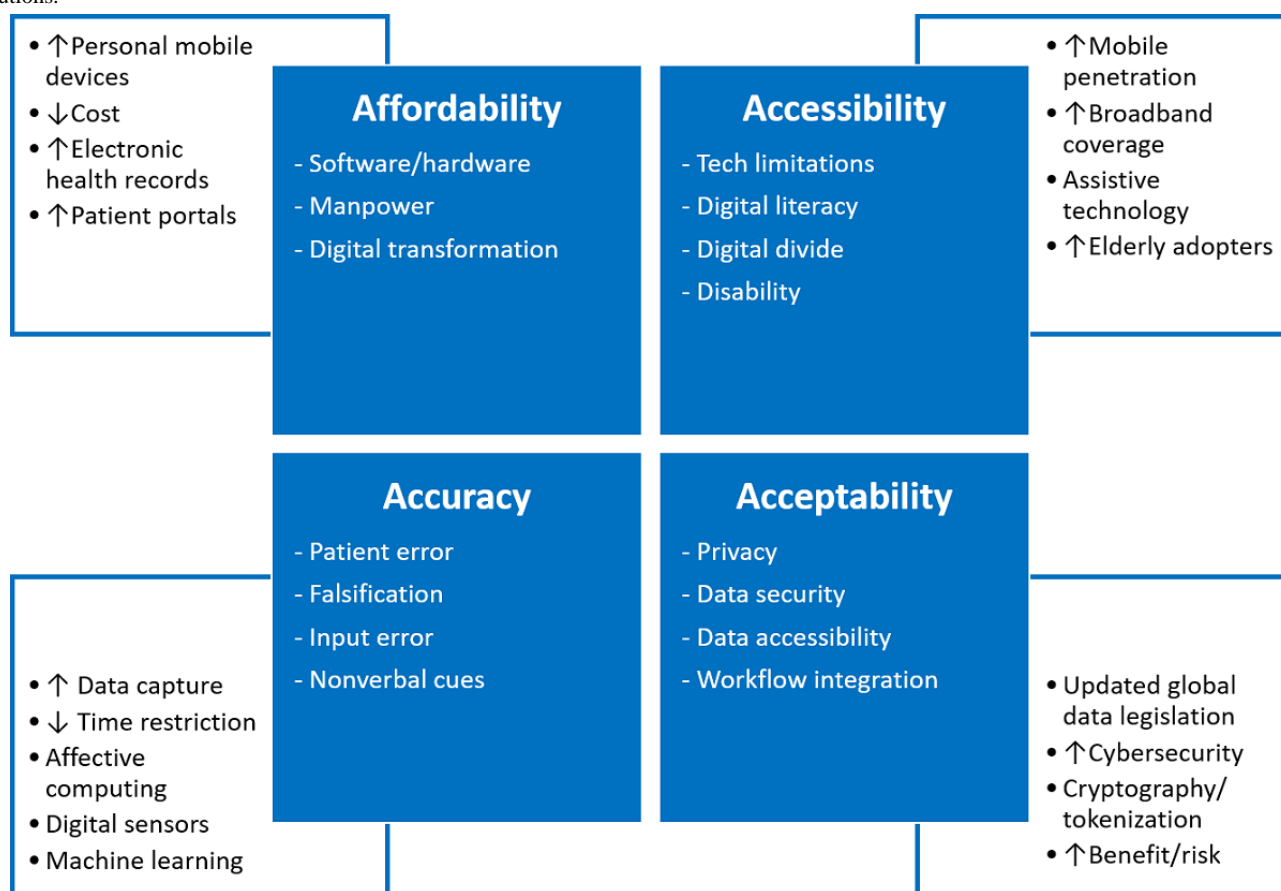 • ↑Personal mobile
devices
• ↓Cost
• ↑Electronic
health records
• ↑Patient portals
Affordability
- Software/hardware
- Manpower
- Digital transformation
Accessibility
- Tech limitations
- Digital literacy
- Digital divide
- Disability
• ↑Mobile
penetration
• ↑Broadband
coverage
• Assistive
technology
• ↑Elderly adopters
Accuracy
- Patient error
- Falsification
- Input error
- Nonverbal cues
Acceptability
- Privacy
- Data security
- Data accessibility
- Workflow integration
• ↑ Data capture
• ↓ Time restriction
• Affective
computing
• Digital sensors
• Machine learning
• Updated global
data legislation
• ↑Cybersecurity
• Cryptography/
tokenization
• ↑Benefit/risk